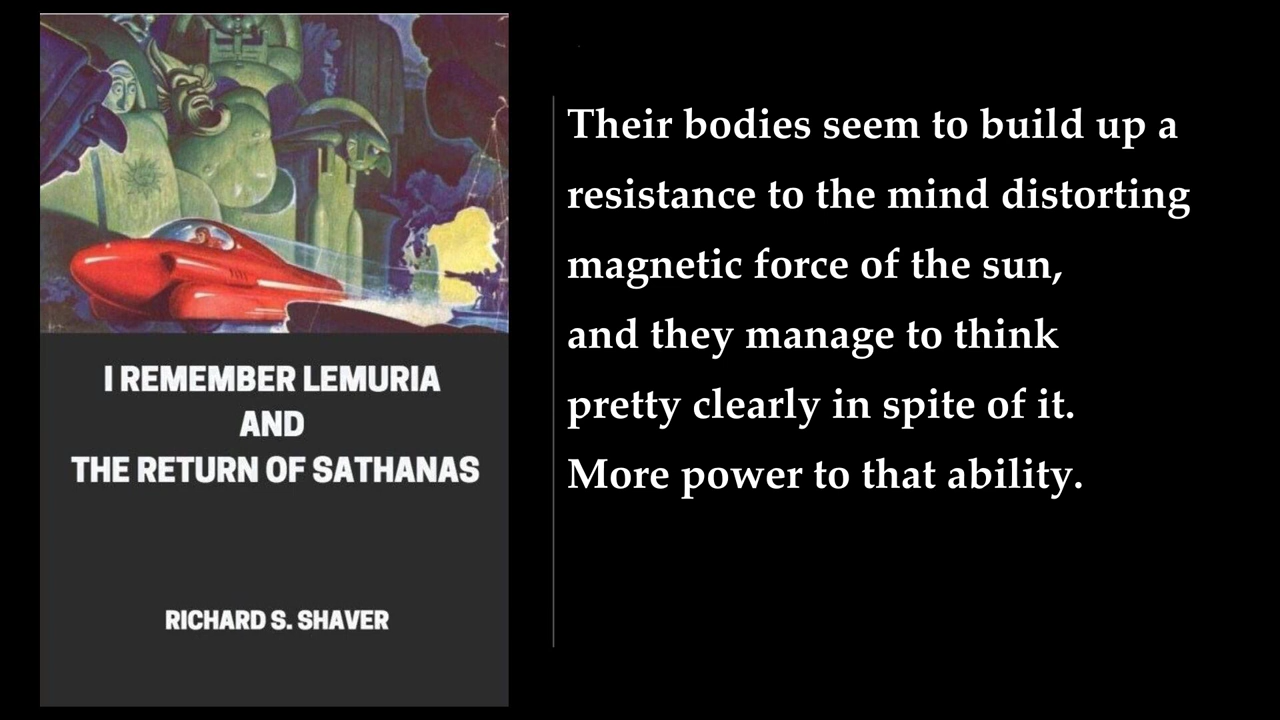 I REMEMBER LEMURIA
AND
THE RETURN OF SATHANAS
RICHARD S. SHAVER
Their bodies seem to build up a
resistance to the mind distorting
magnetic force of the sun,
and they manage to think
pretty clearly in spite of it.
More power to that ability.